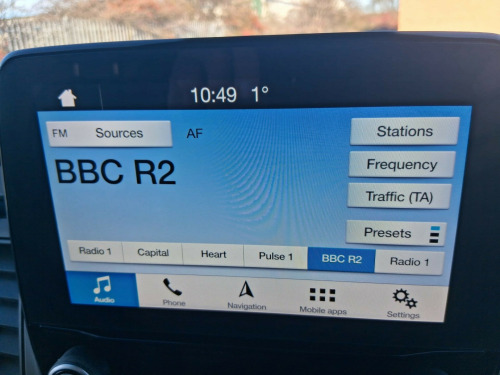 10:49 1°
FM Sources AF Stations
BBC R2
Frequency
Traffic (TA)
Presets
Radio 1 Capital Heart Pulse 1 BBC R2 Radio 1
Audio Phone Navigation Mobile apps Settings